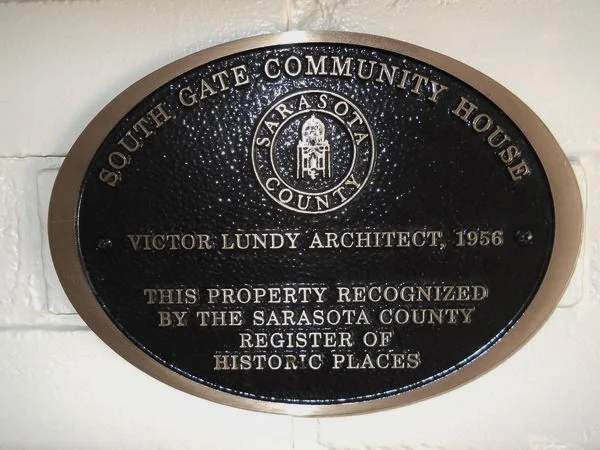 SOUTH GATE COMMUNITY HOUSE
SARASOTA
COUNTY
VICTOR LUNDY ARCHITECT, 1956
THIS PROPERTY RECOGNIZED
BY THE SARASOTA COUNTY
REGISTER OF
HISTORIC PLACES